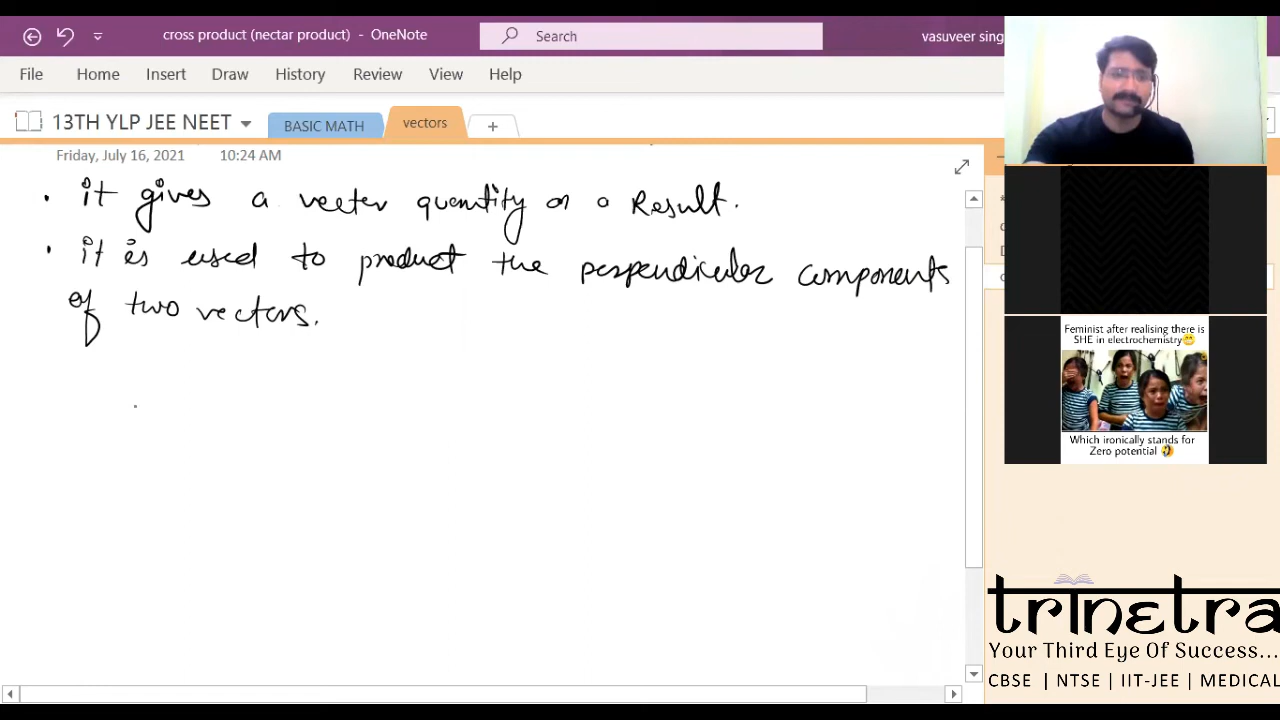 cross product (nectar product) - OneNote
Search
vasuveer sing
File Home Insert Draw History Review View Help
13TH YLP JEE NEET
BASIC MATH
vectors
Friday, July 16, 2021 10:24 AM
• it gives a vector quantity on a Result.
• it is used to product the perpendicular components
of two vectors.
Feminist after realising there is
SHE in electrochemistry😁
Which ironically stands for
Zero potential 🤣
trinetra
Your Third Eye Of Success...
CBSE | NTSE | IIT-JEE | MEDICAL